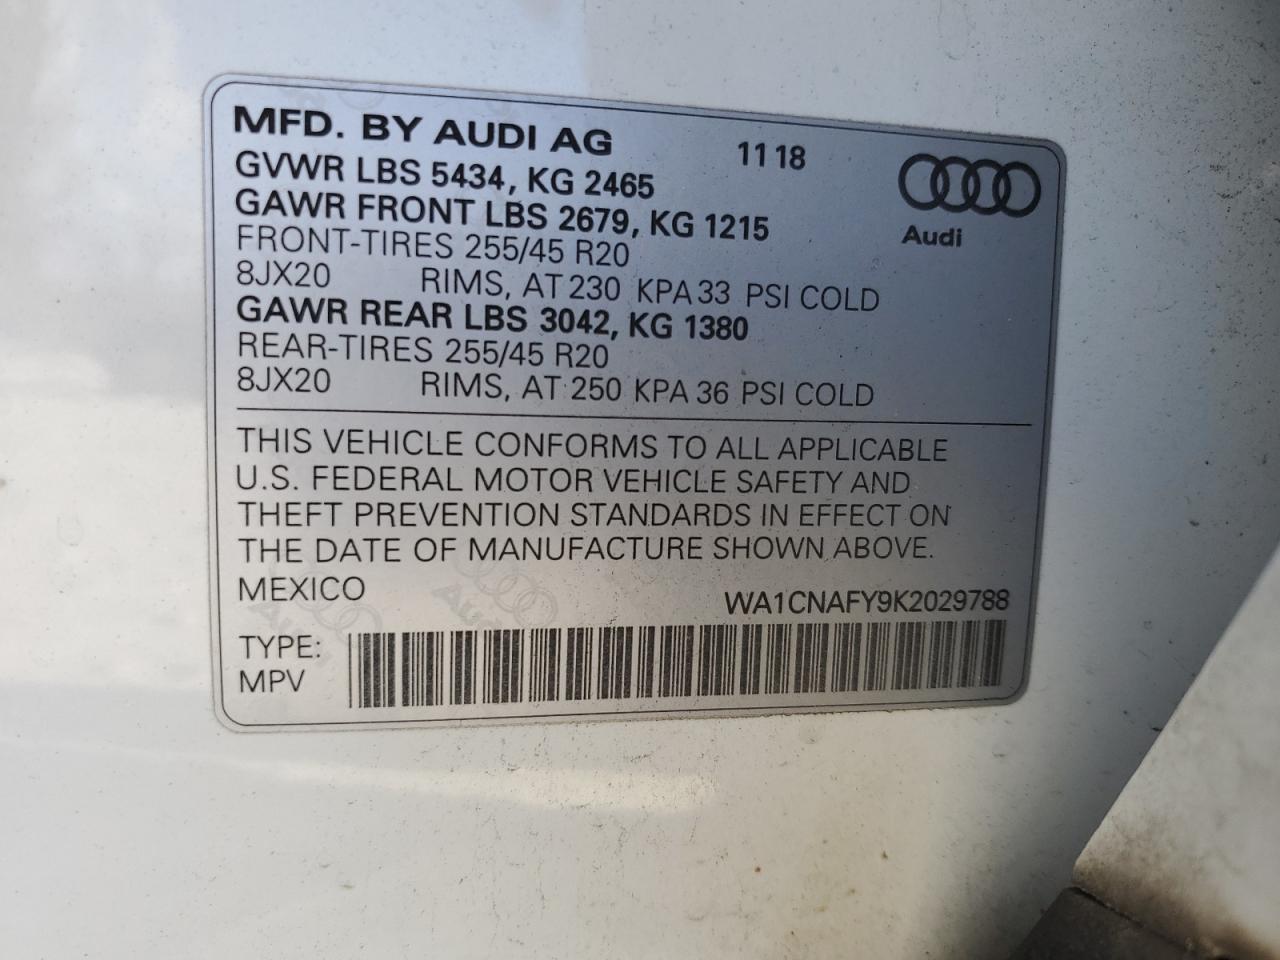 MFD. BY AUDI AG 11 18
GVWR LBS 5434, KG 2465
GAWR FRONT LBS 2679, KG 1215
Audi
FRONT-TIRES 255/45 R20
8JX20 RIMS, AT 230 KPA 33 PSI COLD
GAWR REAR LBS 3042, KG 1380
REAR-TIRES 255/45 R20
8JX20 RIMS, AT 250 KPA 36 PSI COLD
THIS VEHICLE CONFORMS TO ALL APPLICABLE
U.S. FEDERAL MOTOR VEHICLE SAFETY AND
THEFT PREVENTION STANDARDS IN EFFECT ON
THE DATE OF MANUFACTURE SHOWN ABOVE.
MEXICO WA1CNAFY9K2029788
TYPE:
MPV